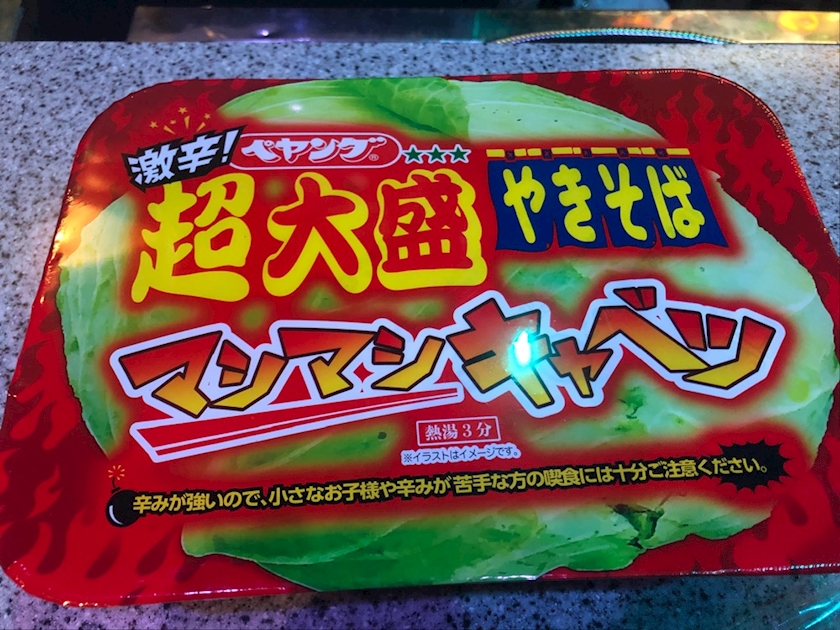 激辛!
ペヤング®
★★★
超大盛
やきそば
マシマシキャベツ
熱湯3分
※イラストはイメージです。
辛みが強いので、小さなお子様や辛みが苦手な方の喫食には十分ご注意ください。